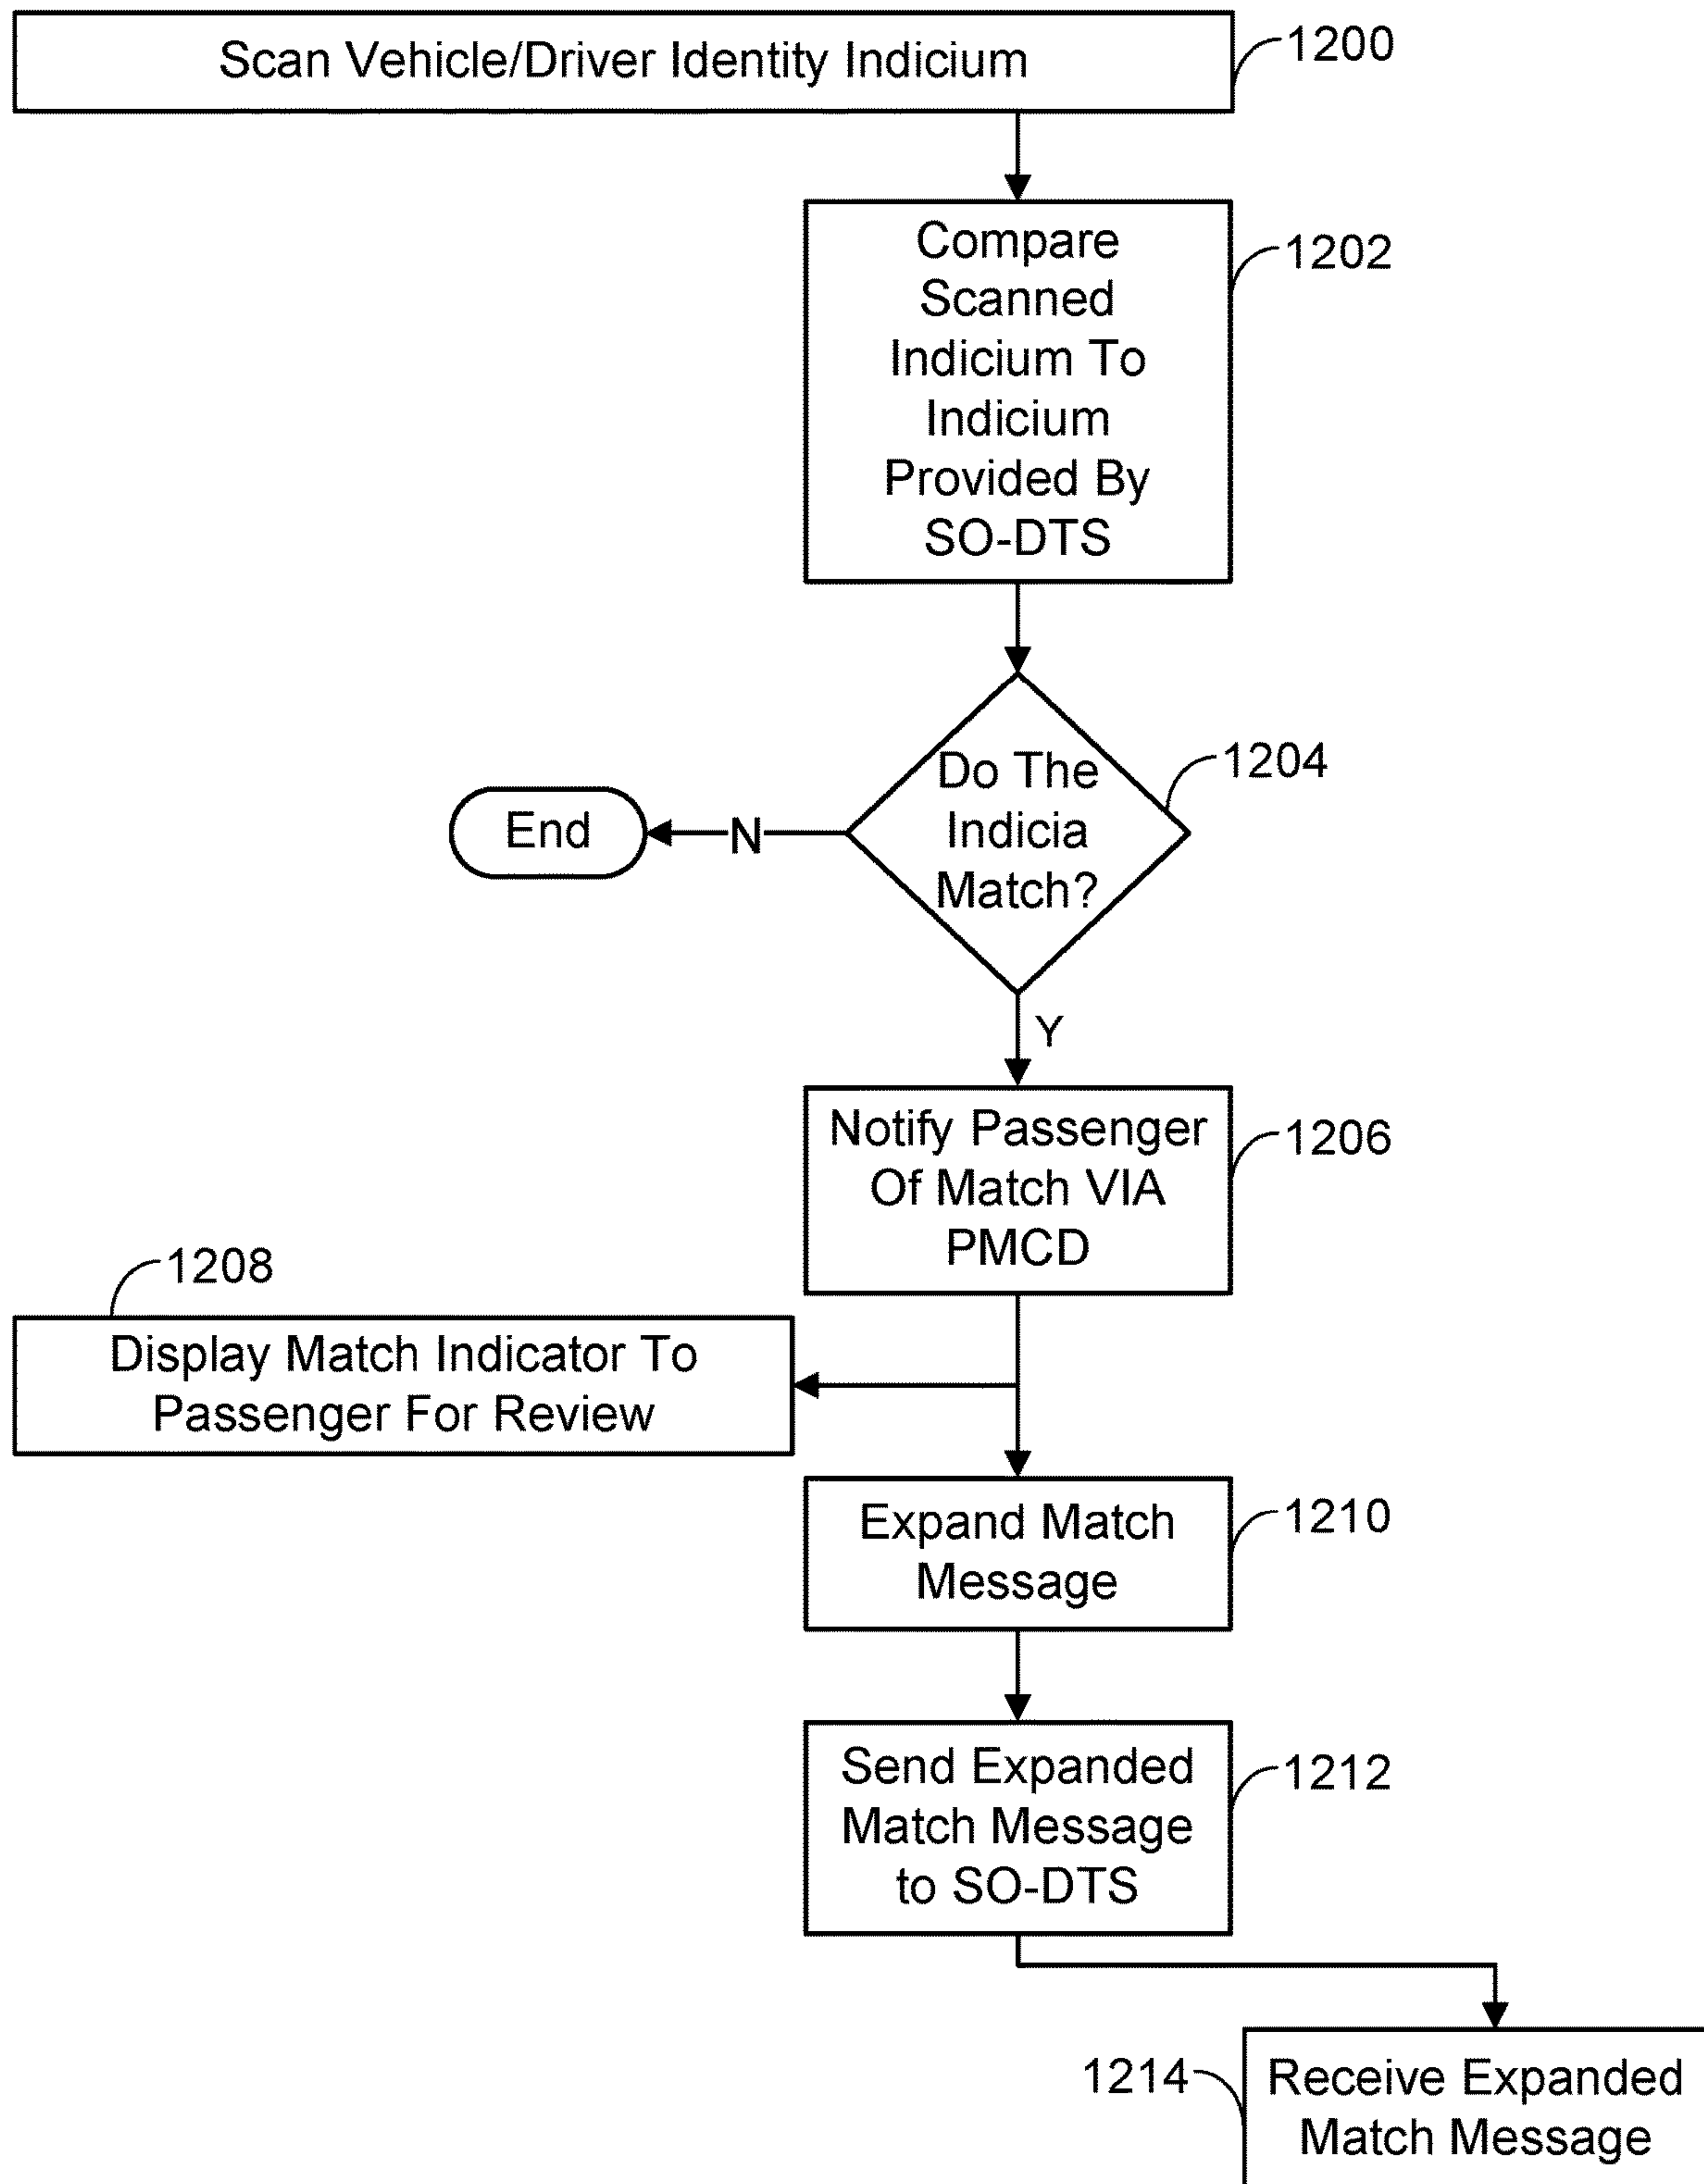 Scan Vehicle/Driver Identity Indicium
1200
Compare
Scanned
Indicium To
Indicium
Provided By
SO-DTS
1202
Do The
Indicia
Match?
1204
End
N
Y
Notify Passenger
Of Match VIA
PMCD
1206
1208
Display Match Indicator To
Passenger For Review
Expand Match
Message
1210
Send Expanded
Match Message
to SO-DTS
1212
1214
Receive Expanded
Match Message